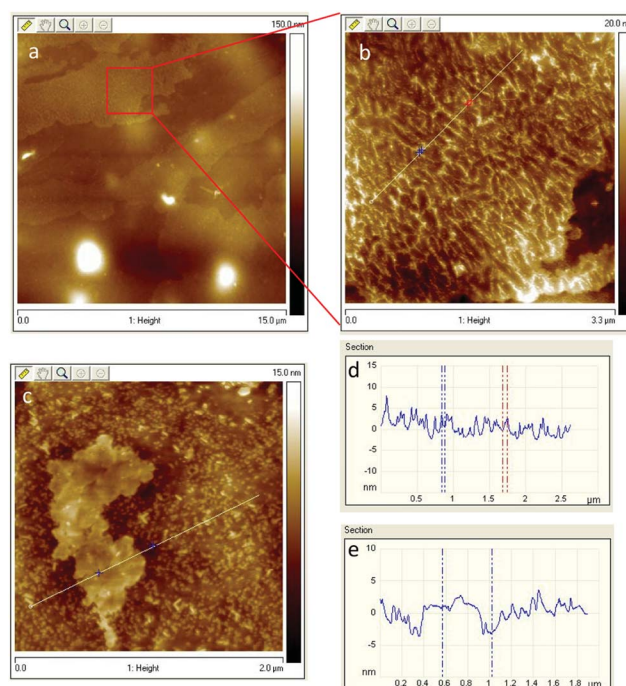 150.0 n
a
0.0 1: Height 15.0 µm
20.0 n
b
0.0 1: Height 3.3 µm
15.0 nm
c
0.0 1: Height 2.0 µm
Section
d
15
10
5
0
-5
-10
nm
0.5 1 1.5 2 2.5 µm
Section
e
10
5
0
-5
nm
0.2 0.4 0.6 0.8 1 1.2 1.4 1.6 1.8 µm